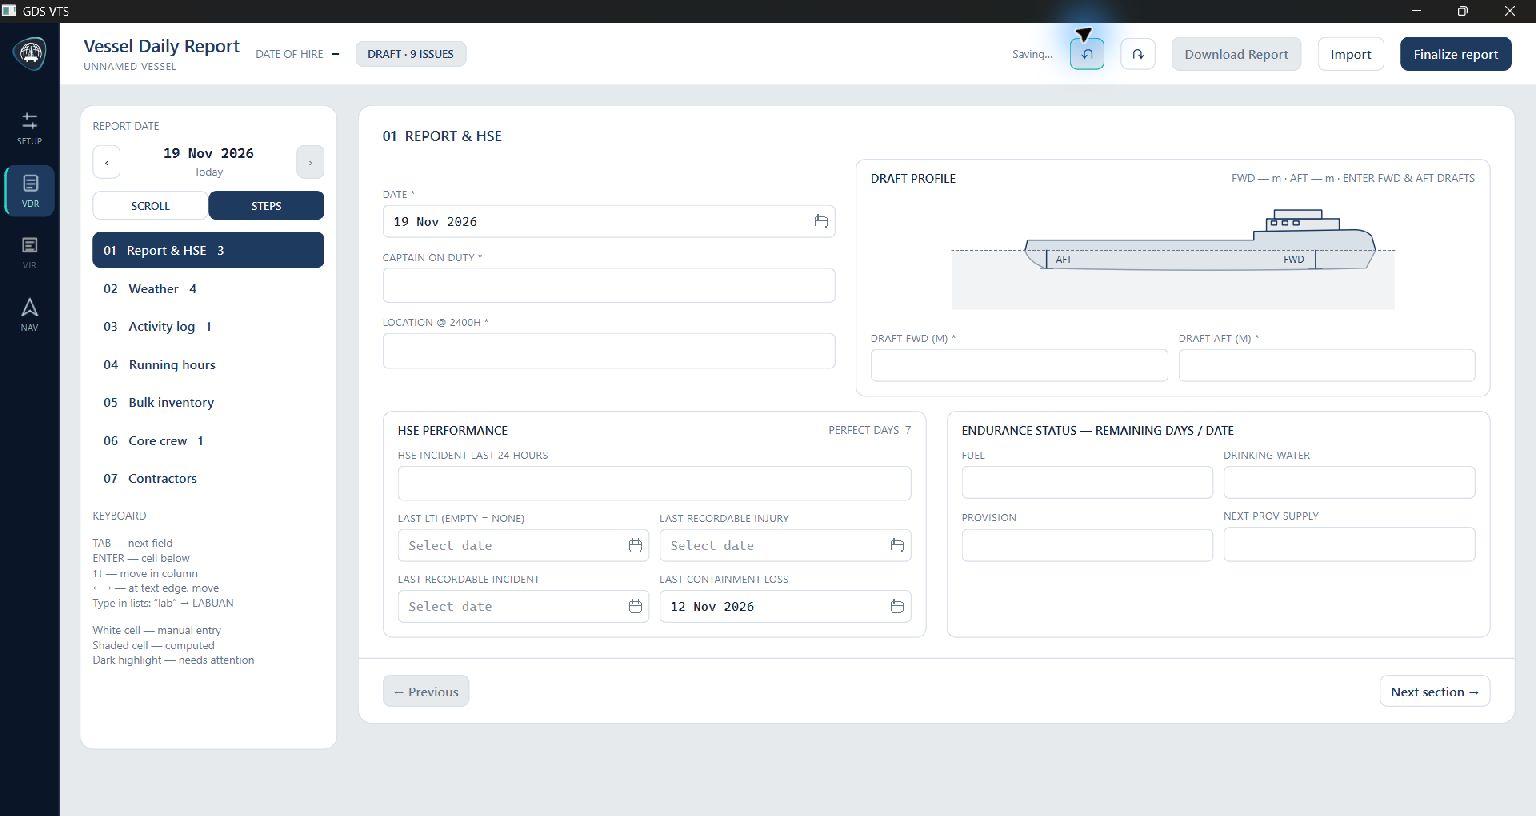 GDS VTS
Vessel Daily Report
UNNAMED VESSEL
DATE OF HIRE –
DRAFT · 9 ISSUES
Saving...
Download Report
Import
Finalize report
SETUP
VDR
VIR
NAV
REPORT DATE
19 Nov 2026
Today
SCROLL
STEPS
01 Report & HSE 3
02 Weather 4
03 Activity log 1
04 Running hours
05 Bulk inventory
06 Core crew 1
07 Contractors
KEYBOARD
TAB — next field
ENTER — cell below
↑↓ — move in column
← → — at text edge, move
Type in lists: "lab" → LABUAN
White cell — manual entry
Shaded cell — computed
Dark highlight — needs attention
01 REPORT & HSE
DATE *
19 Nov 2026
CAPTAIN ON DUTY *
LOCATION @ 2400H *
DRAFT PROFILE
FWD — m · AFT — m · ENTER FWD & AFT DRAFTS
AFT
FWD
DRAFT FWD (M) *
DRAFT AFT (M) *
HSE PERFORMANCE
PERFECT DAYS 7
HSE INCIDENT LAST 24 HOURS
LAST LTI (EMPTY = NONE)
LAST RECORDABLE INJURY
Select date
Select date
LAST RECORDABLE INCIDENT
LAST CONTAINMENT LOSS
Select date
12 Nov 2026
ENDURANCE STATUS — REMAINING DAYS / DATE
FUEL
DRINKING WATER
PROVISION
NEXT PROV SUPPLY
← Previous
Next section →